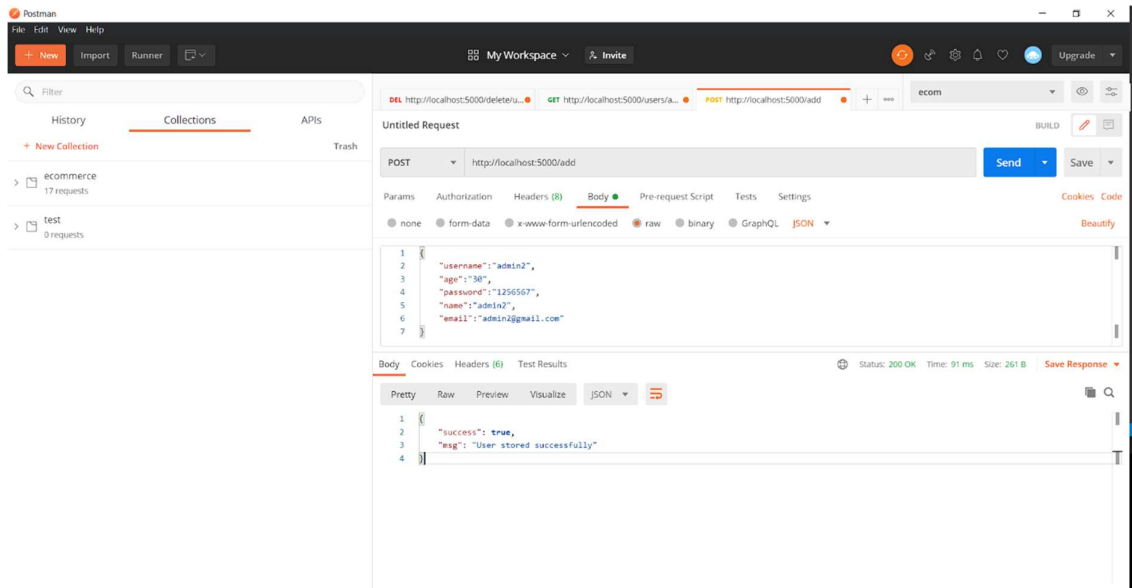 Postman
File Edit View Help
+ New Import Runner My Workspace Invite Upgrade
Filter
History Collections APIs
+ New Collection Trash
ecommerce
17 requests
test
0 requests
DEL http://localhost:5000/delete/u... GET http://localhost:5000/users/a... POST http://localhost:5000/add + ••• ecom
Untitled Request BUILD
POST http://localhost:5000/add Send Save
Params Authorization Headers (8) Body Pre-request Script Tests Settings Cookies Code
none form-data x-www-form-urlencoded raw binary GraphQL JSON Beautify
1 {
2 "username":"admin2",
3 "age":"30",
4 "password":"1256567",
5 "name":"admin2",
6 "email":"admin2@gmail.com"
7 }
Body Cookies Headers (6) Test Results Status: 200 OK Time: 91 ms Size: 261 B Save Response
Pretty Raw Preview Visualize JSON
1 {
2 "success": true,
3 "msg": "User stored successfully"
4 }